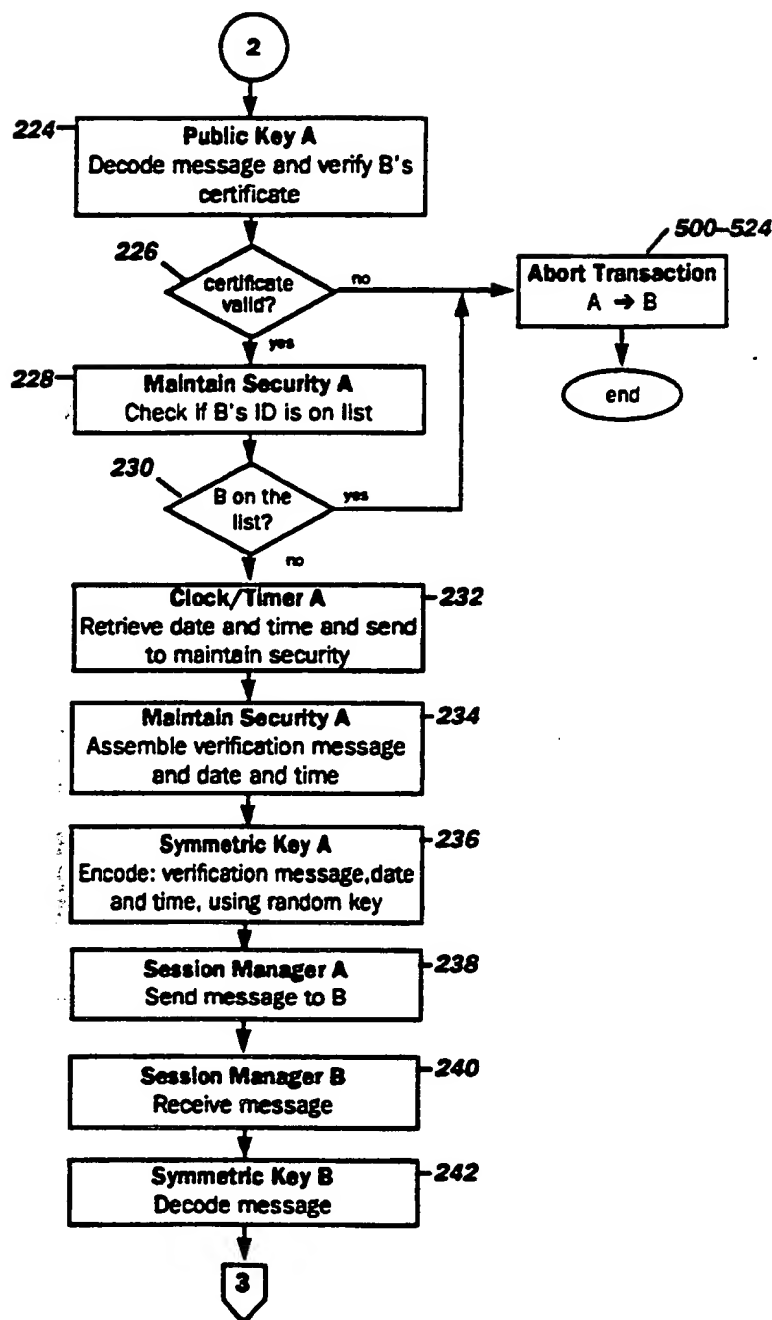 2
224
Public Key A
Decode message and verify B's
certificate
226
certificate
valid?
no
yes
500-524
Abort Transaction
A → B
end
228
Maintain Security A
Check if B's ID is on list
230
B on the
list?
yes
no
Clock/Timer A
Retrieve date and time and send
to maintain security
232
Maintain Security A
Assemble verification message
and date and time
234
Symmetric Key A
Encode: verification message,date
and time, using random key
236
Session Manager A
Send message to B
238
Session Manager B
Receive message
240
Symmetric Key B
Decode message
242
3